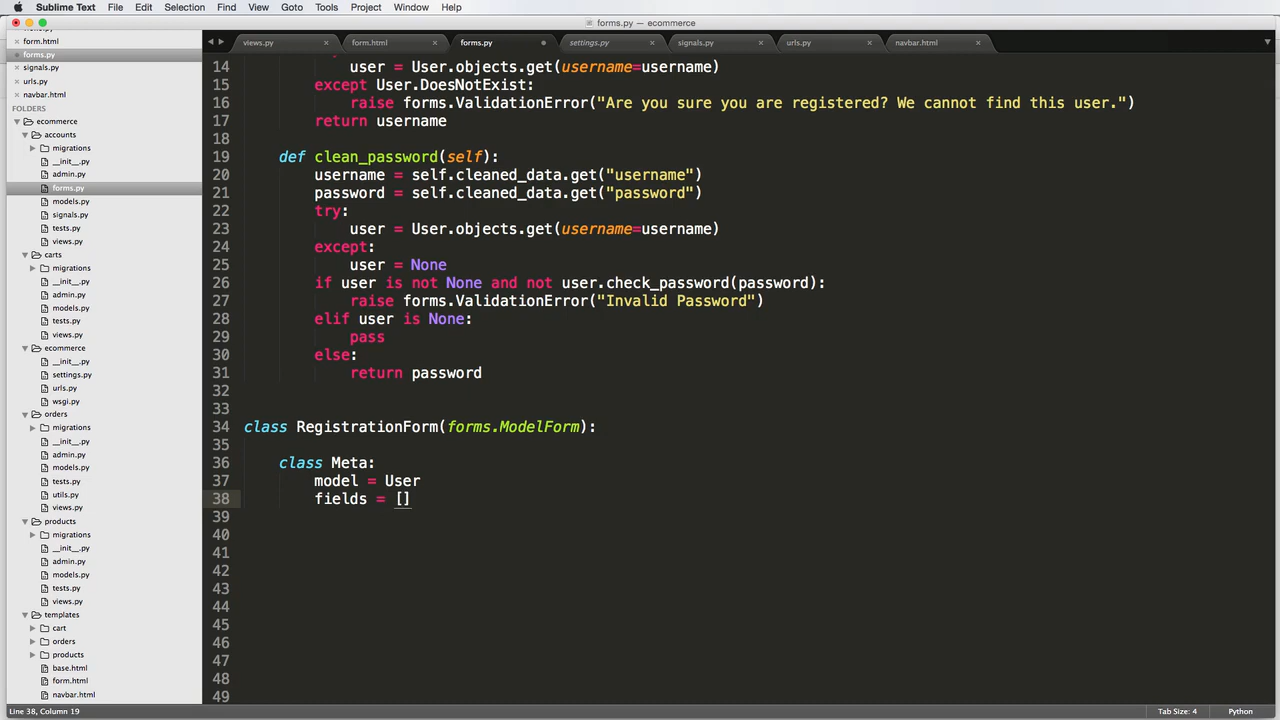 Sublime Text File Edit Selection Find View Goto Tools Project Window Help
forms.py — ecommerce
form.html
forms.py
signals.py
urls.py
navbar.html
FOLDERS
ecommerce
accounts
migrations
__init__.py
admin.py
forms.py
models.py
signals.py
tests.py
views.py
carts
migrations
__init__.py
admin.py
models.py
tests.py
views.py
ecommerce
__init__.py
settings.py
urls.py
wsgi.py
orders
migrations
__init__.py
admin.py
models.py
tests.py
utils.py
views.py
products
migrations
__init__.py
admin.py
models.py
tests.py
views.py
templates
cart
orders
products
base.html
form.html
navbar.html
views.py × form.html × forms.py settings.py × signals.py × urls.py × navbar.html ×
14 user = User.objects.get(username=username)
15 except User.DoesNotExist:
16 raise forms.ValidationError("Are you sure you are registered? We cannot find this user.")
17 return username
18
19 def clean_password(self):
20 username = self.cleaned_data.get("username")
21 password = self.cleaned_data.get("password")
22 try:
23 user = User.objects.get(username=username)
24 except:
25 user = None
26 if user is not None and not user.check_password(password):
27 raise forms.ValidationError("Invalid Password")
28 elif user is None:
29 pass
30 else:
31 return password
32
33
34 class RegistrationForm(forms.ModelForm):
35
36 class Meta:
37 model = User
38 fields = []
39
40
41
42
43
44
45
46
47
48
49
Line 38, Column 19
Tab Size: 4 Python